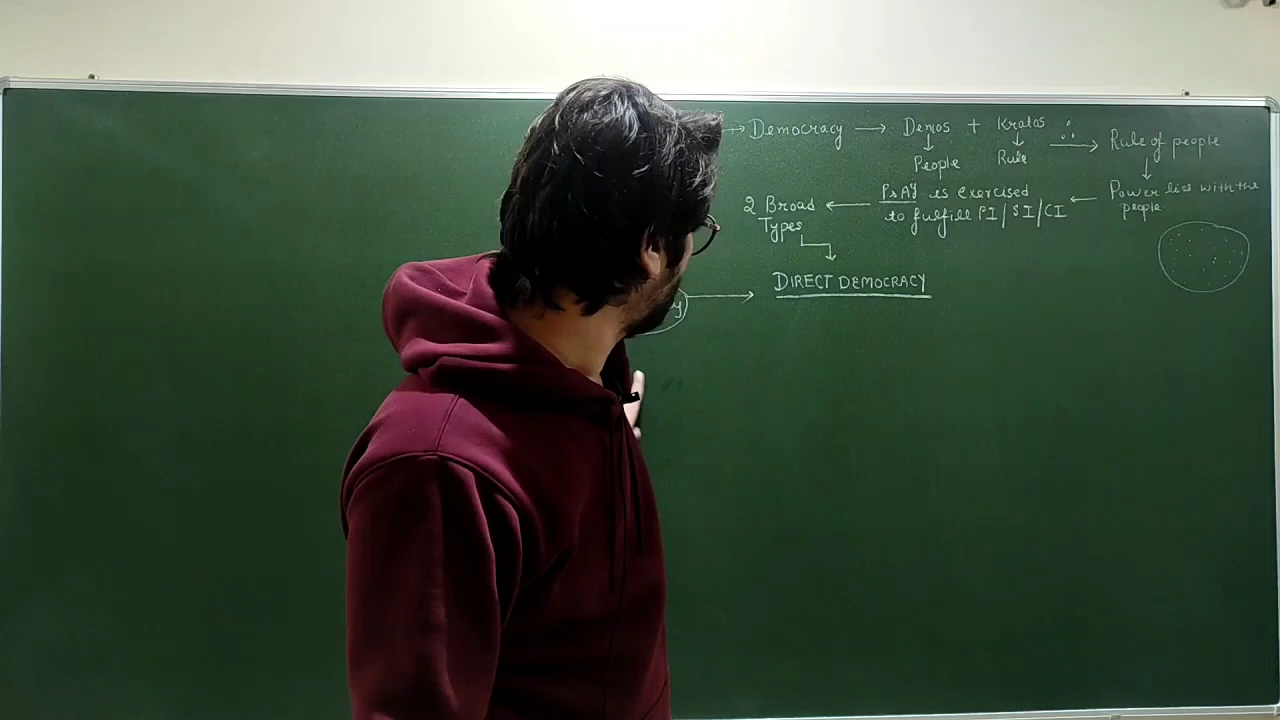 → Democracy → Demos + Kratos ∴ → Rule of people
↓ ↓ ↓
People Rule
2 Broad Types ← P&AY is exercised to fulfill PI/SI/CI ← Power lies with the people
DIRECT DEMOCRACY
y →